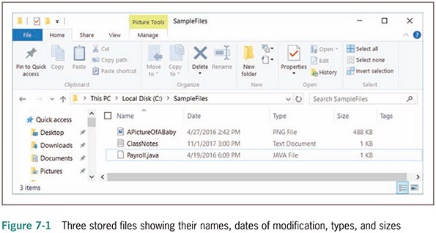 Picture Tools SampleFiles
File Home Share View Manage
Pin to Quick access Copy Paste Cut Copy path Paste shortcut Move to Copy to Delete Rename New folder Properties Open Edit History Select all Select none Invert selection
Clipboard Organize New Open Select
This PC Local Disk (C:) SampleFiles Search SampleFiles
Name Date Type Size Tags
Quick access
Desktop APictureOfABaby 4/27/2016 2:42 PM PNG File 488 KB
Downloads ClassNotes 11/1/2017 3:00 PM Text Document 1 KB
Documents Payroll.java 4/19/2016 6:09 PM JAVA File 1 KB
Pictures
3 items
Figure 7-1 Three stored files showing their names, dates of modification, types, and sizes